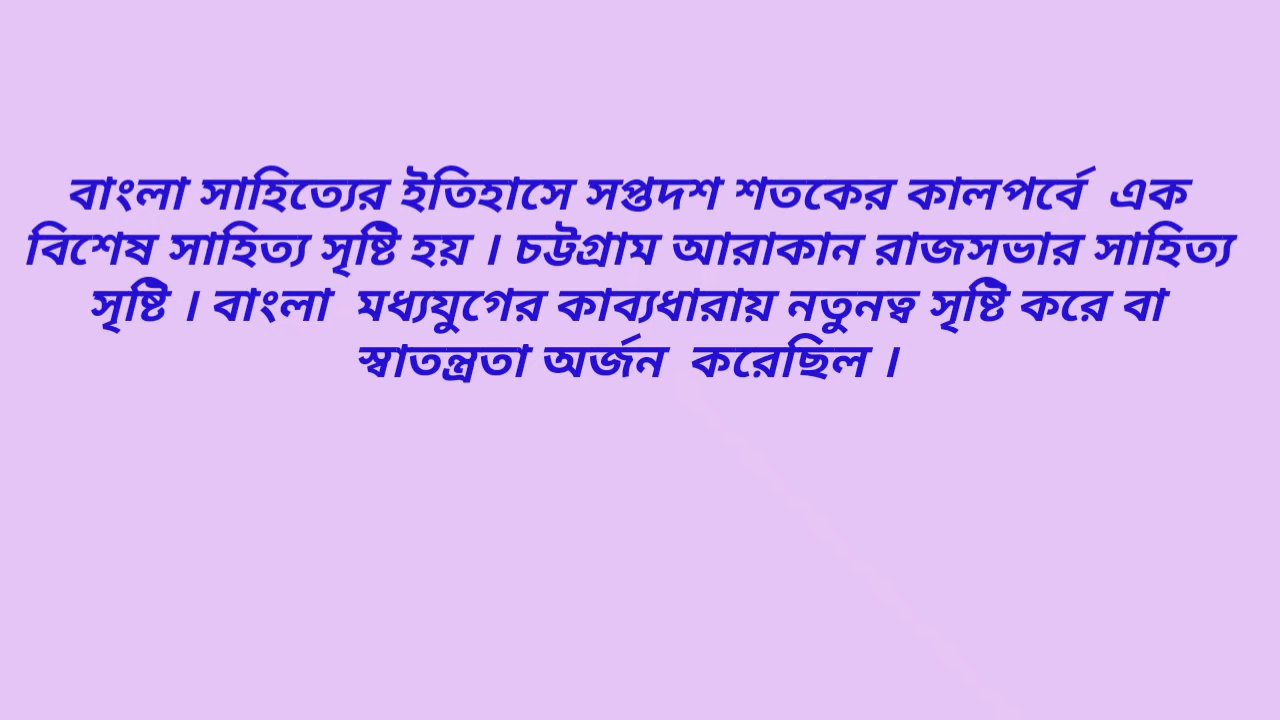 বাংলা সাহিত্যের ইতিহাসে সপ্তদশ শতকের কালপর্বে এক
বিশেষ সাহিত্য সৃষ্টি হয় । চট্টগ্রাম আরাকান রাজসভার সাহিত্য
সৃষ্টি । বাংলা মধ্যযুগের কাব্যধারায় নতুনত্ব সৃষ্টি করে বা
স্বাতন্ত্রতা অর্জন করেছিল ।